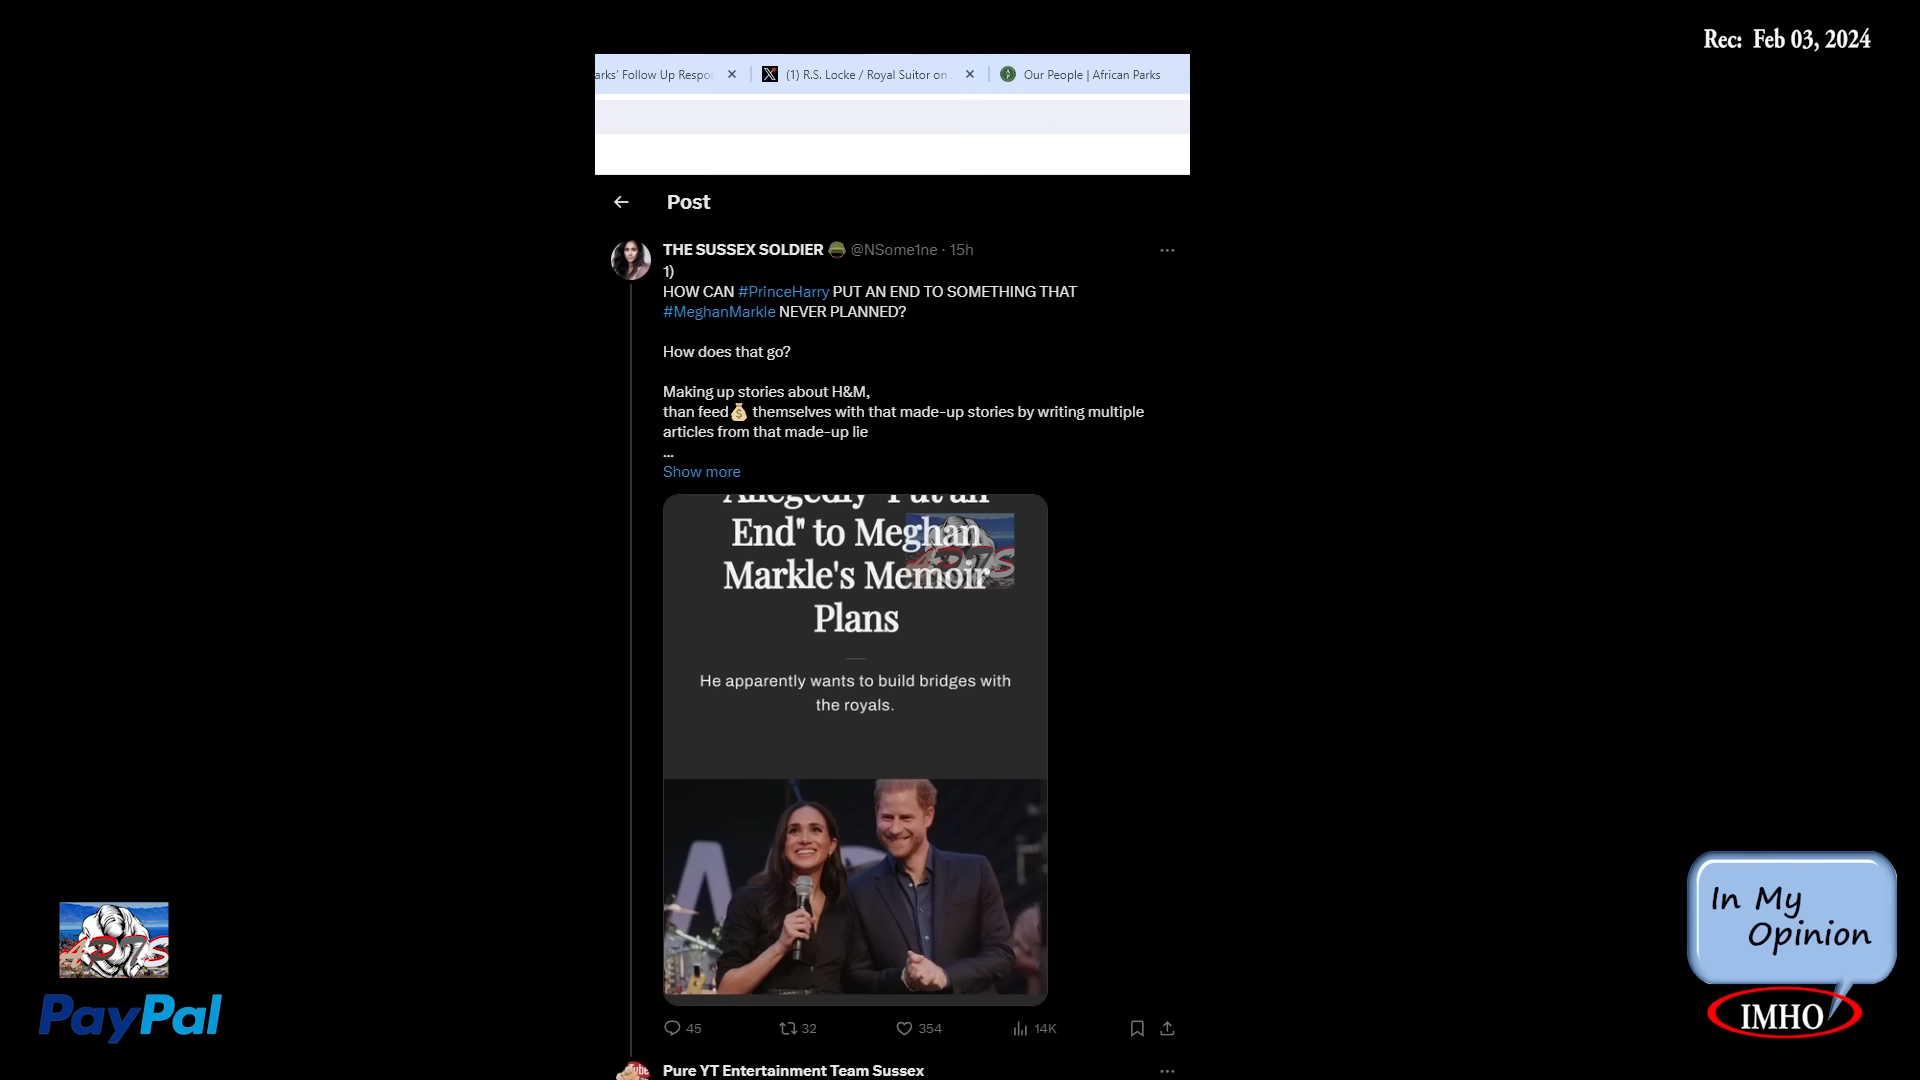 Rec: Feb 03, 2024
arks' Follow Up Respo
(1) R.S. Locke / Royal Suitor on
Our People | African Parks
Post
THE SUSSEX SOLDIER @NSome1ne · 15h
1)
HOW CAN #PrinceHarry PUT AN END TO SOMETHING THAT
#MeghanMarkle NEVER PLANNED?
How does that go?
Making up stories about H&M,
than feed💰 themselves with that made-up stories by writing multiple
articles from that made-up lie
...
Show more
Allegedly "Put an
End" to Meghan
Markle's Memoir
Plans
He apparently wants to build bridges with
the royals.
45 32 354 14K
Pure YT Entertainment Team Sussex
PayPal
In My
Opinion
IMHO